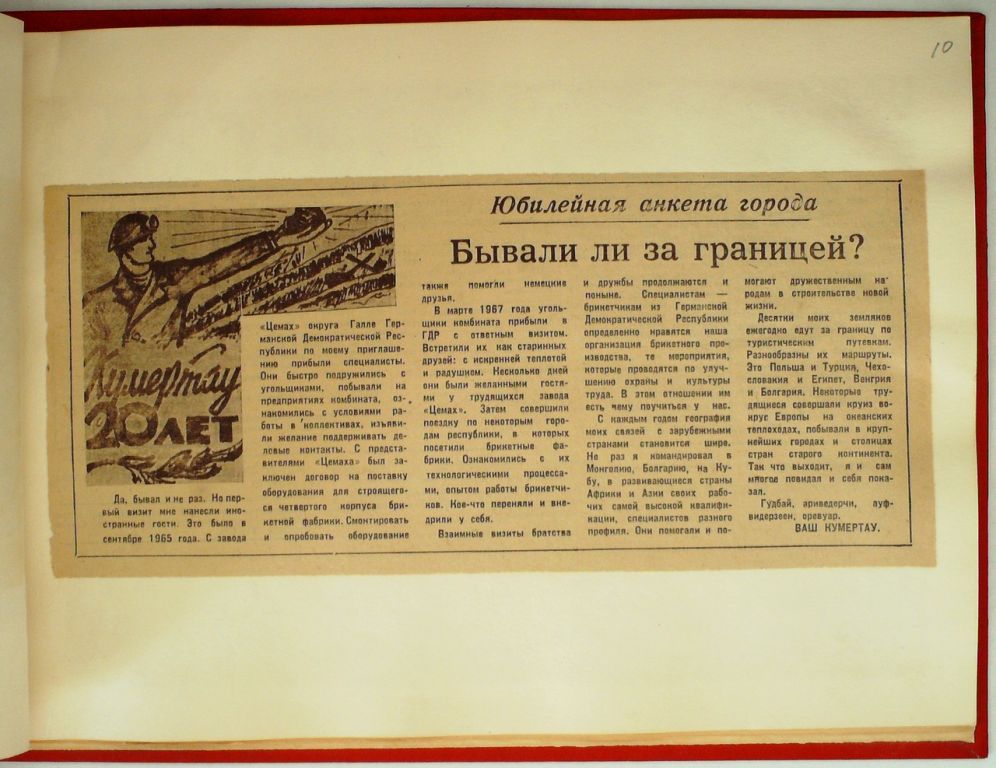 10
Юбилейная анкета города
Бывали ли за границей?
Кумертау
20 ЛЕТ
Да, бывал и не раз. Но пер-
вый визит мне нанесли ино-
странные гости. Это было в
сентябре 1965 года. С завода
«Цемах» округа Галле Гер-
манской Демократической Рес-
публики по моему приглаше-
нию прибыли специалисты.
Они быстро подружились с
угольщинами, побывали на
предприятиях комбината, оз-
накомились с условиями ра-
боты в коллективах, изъяви-
ли желание поддерживать де-
ловые контакты. С предста-
вителями «Цемаха» был за-
ключен договор на поставку
оборудования для строящего-
ся четвертого корпуса бри-
кетной фабрики. Смонтировать
и опробовать оборудование
также помогли немецкие
друзья.
В марте 1967 года уголь-
щики комбината прибыли в
ГДР с ответным визитом.
Встретили их как старинных
друзей: с искренней теплотой
и радушием. Несколько дней
они были желанными гостя-
ми у трудящихся завода
«Цемах». Затем совершили
поездку по некоторым горо-
дам республики, в которых
посетили брикетные фа-
брики. Ознакомились с их
технологическими процесса-
ми, опытом работы брикетчи-
ков. Кое-что переняли и вне-
дрили у себя.
Взаимные визиты братства
и дружбы продолжаются и
поныне. Специалистам —
брикетчикам из Германской
Демократической Республики
определенно нравятся наша
организация брикетного про-
изводства, те мероприятия,
которые проводятся по улуч-
шению охраны и культуры
труда. В этом отношении им
есть чему поучиться у нас.
С каждым годом география
моих связей с зарубежными
странами становится шире.
Не раз я командировал в
Монголию, Болгарию, на Ку-
бу, в развивающиеся страны
Африки и Азии своих рабо-
чих самой высокой квалифи-
кации, специалистов разного
профиля. Они помогали и по-
могают дружественным на-
родам в строительстве новой
жизни.
Десятки моих земляков
ежегодно едут за границу по
туристическим путевкам.
Разнообразны их маршруты.
Это Польша и Турция, Чехо-
словакия и Египет, Венгрия
и Болгария. Некоторые тру-
дящиеся совершали круиз во-
круг Европы на океанских
теплоходах, побывали в круп-
нейших городах и столицах
стран старого континента.
Так что выходит, я и сам
многое повидал и себя пока-
зал.
Гудбай, ариведерчи, ауф-
видерзеен, оревуар.
ВАШ КУМЕРТАУ.